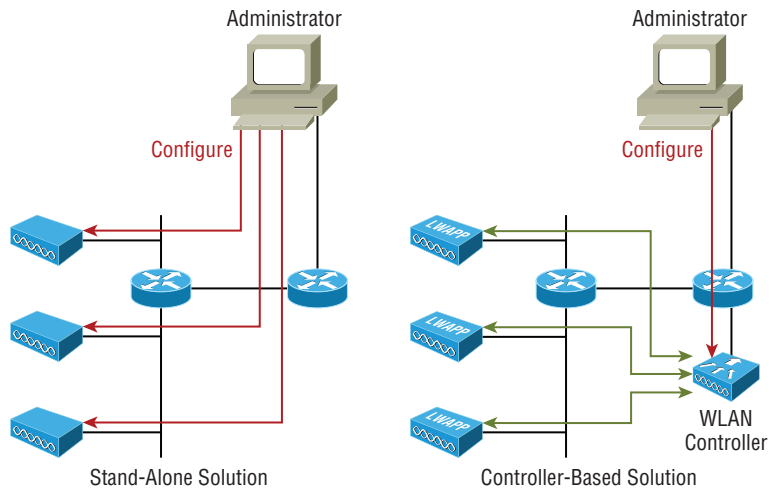 Administrator
Configure
Stand-Alone Solution
Administrator
Configure
LWAPP
LWAPP
LWAPP
WLAN
Controller
Controller-Based Solution